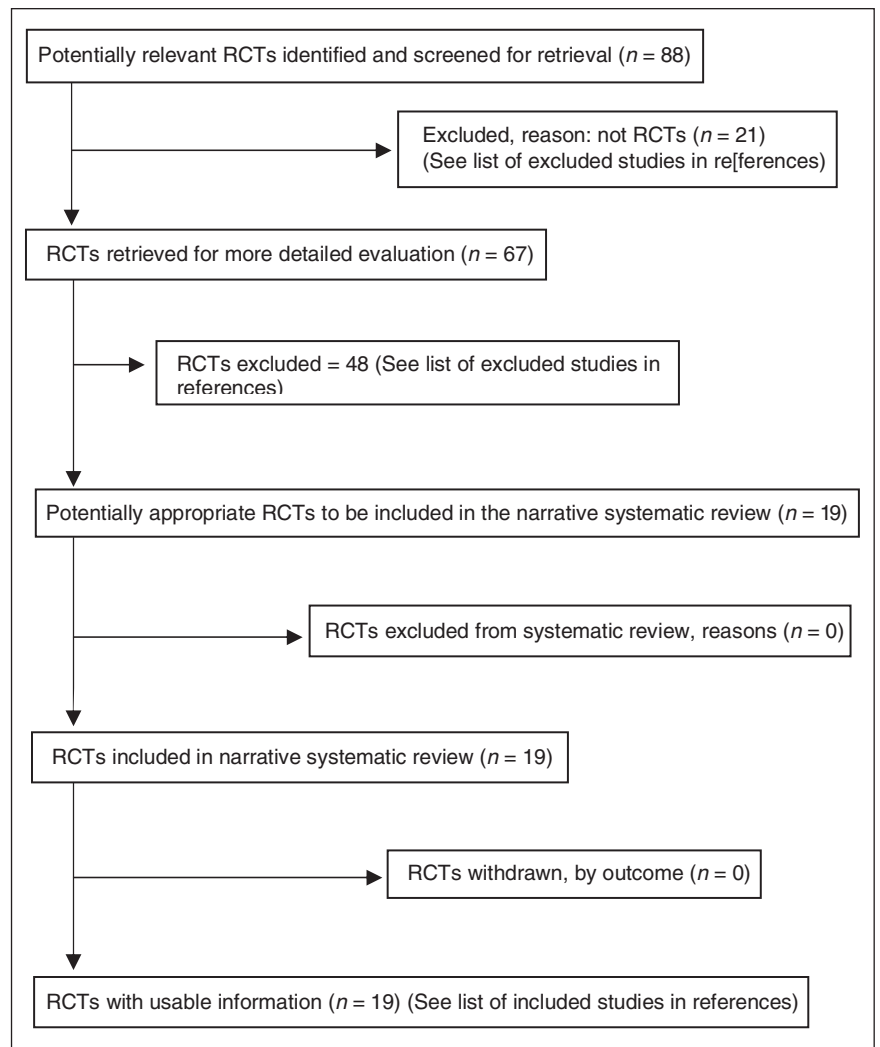 Potentially relevant RCTs identified and screened for retrieval (n = 88)
Excluded, reason: not RCTs (n = 21)
(See list of excluded studies in re[ferences)
RCTs retrieved for more detailed evaluation (n = 67)
RCTs excluded = 48 (See list of excluded studies in
references)
Potentially appropriate RCTs to be included in the narrative systematic review (n = 19)
RCTs excluded from systematic review, reasons (n = 0)
RCTs included in narrative systematic review (n = 19)
RCTs withdrawn, by outcome (n = 0)
RCTs with usable information (n = 19) (See list of included studies in references)